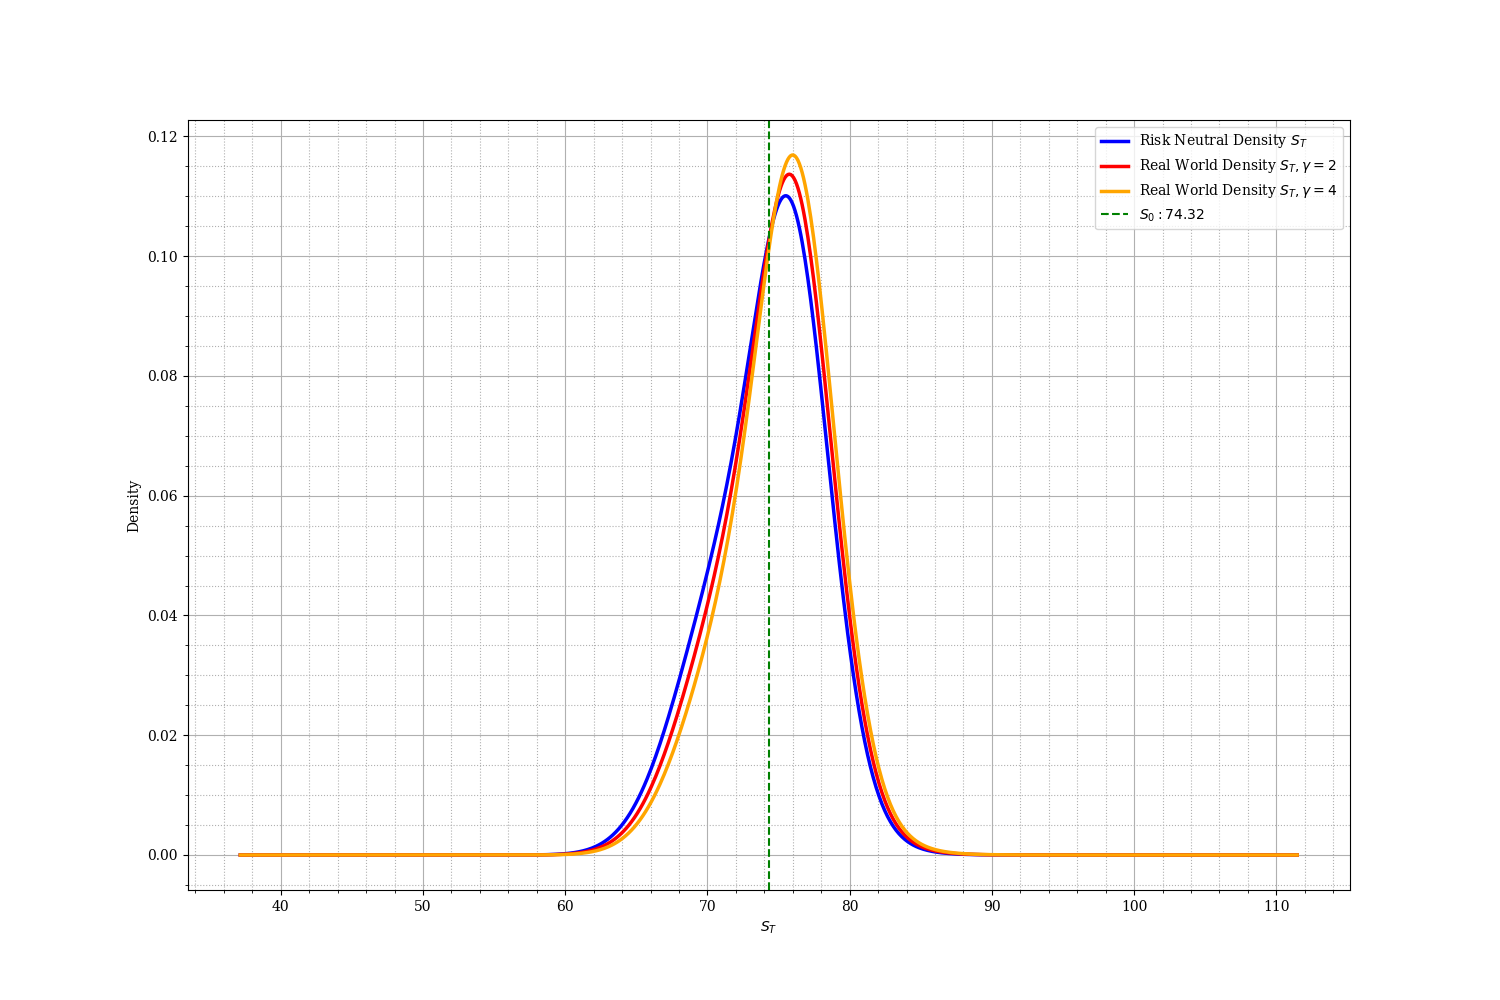 Risk Neutral Density $S_T$
Real World Density $S_T, \gamma = 2$
Real World Density $S_T, \gamma = 4$
$S_0 : 74.32$
0.12
0.10
0.08
0.06
0.04
0.02
0.00
Density
40 50 60 70 80 90 100 110
$S_T$